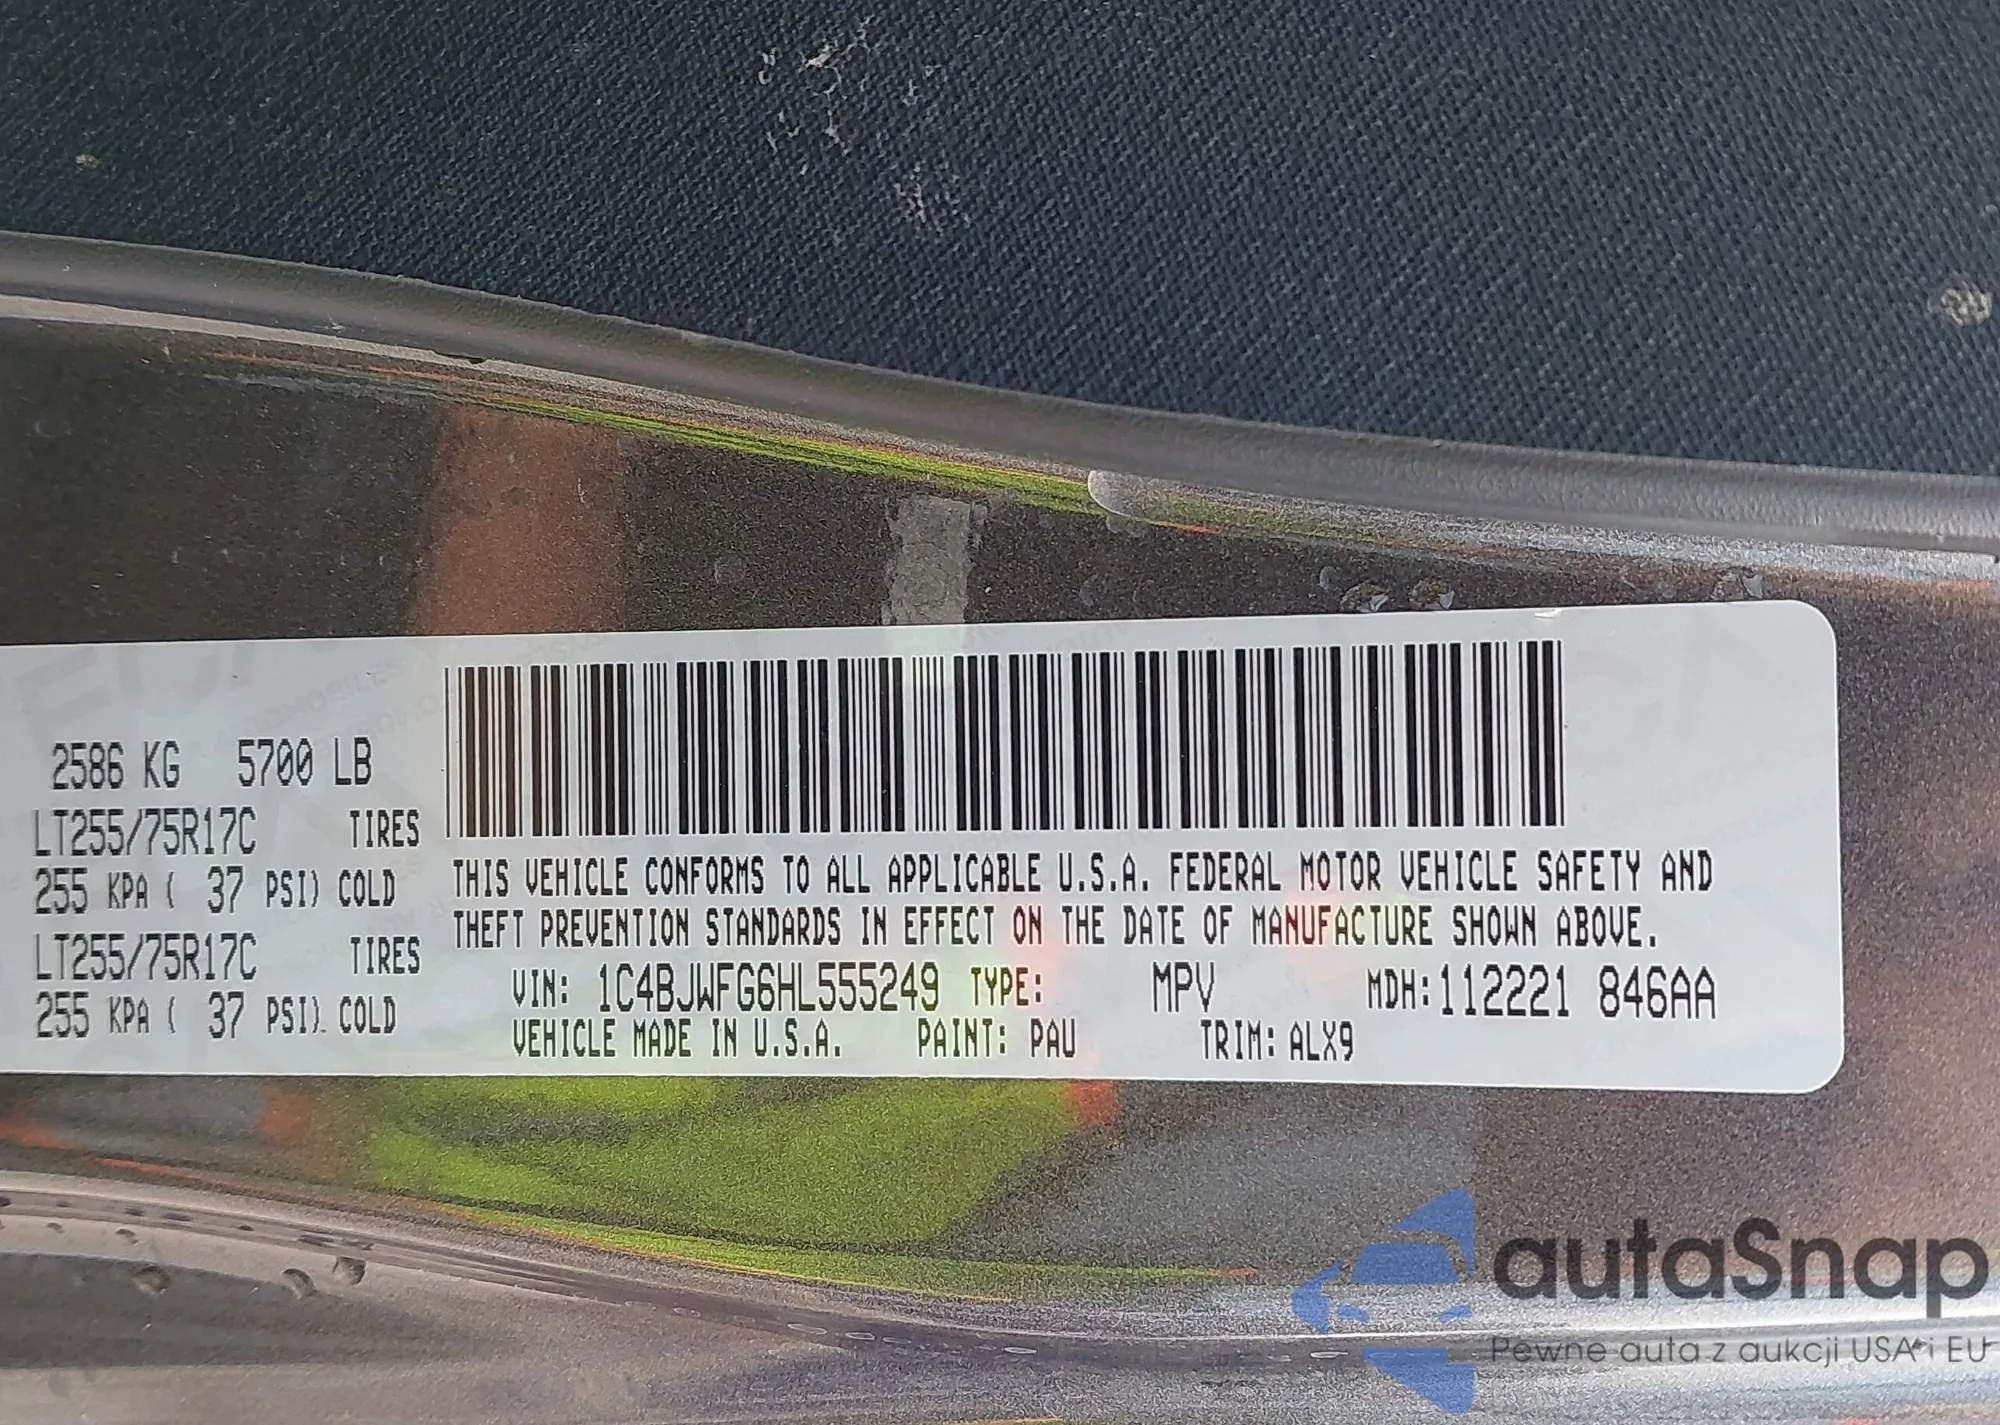 2586 KG 5700 LB
LT255/75R17C TIRES
255 KPA ( 37 PSI) COLD
LT255/75R17C TIRES
255 KPA ( 37 PSI) COLD
THIS VEHICLE CONFORMS TO ALL APPLICABLE U.S.A. FEDERAL MOTOR VEHICLE SAFETY AND
THEFT PREVENTION STANDARDS IN EFFECT ON THE DATE OF MANUFACTURE SHOWN ABOVE.
VIN: 1C4BJWFG6HL555249 TYPE: MPV MDH:112221 846AA
VEHICLE MADE IN U.S.A. PAINT: PAU TRIM: ALX9
autaSnap
Pewne auta z aukcji USA i EU